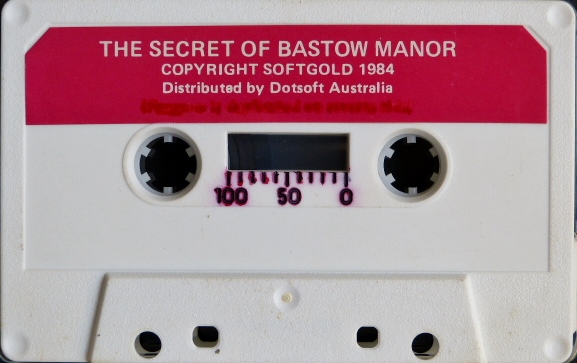 THE SECRET OF BASTOW MANOR
COPYRIGHT SOFTGOLD 1984
Distributed by Dotsoft Australia
100 50 0